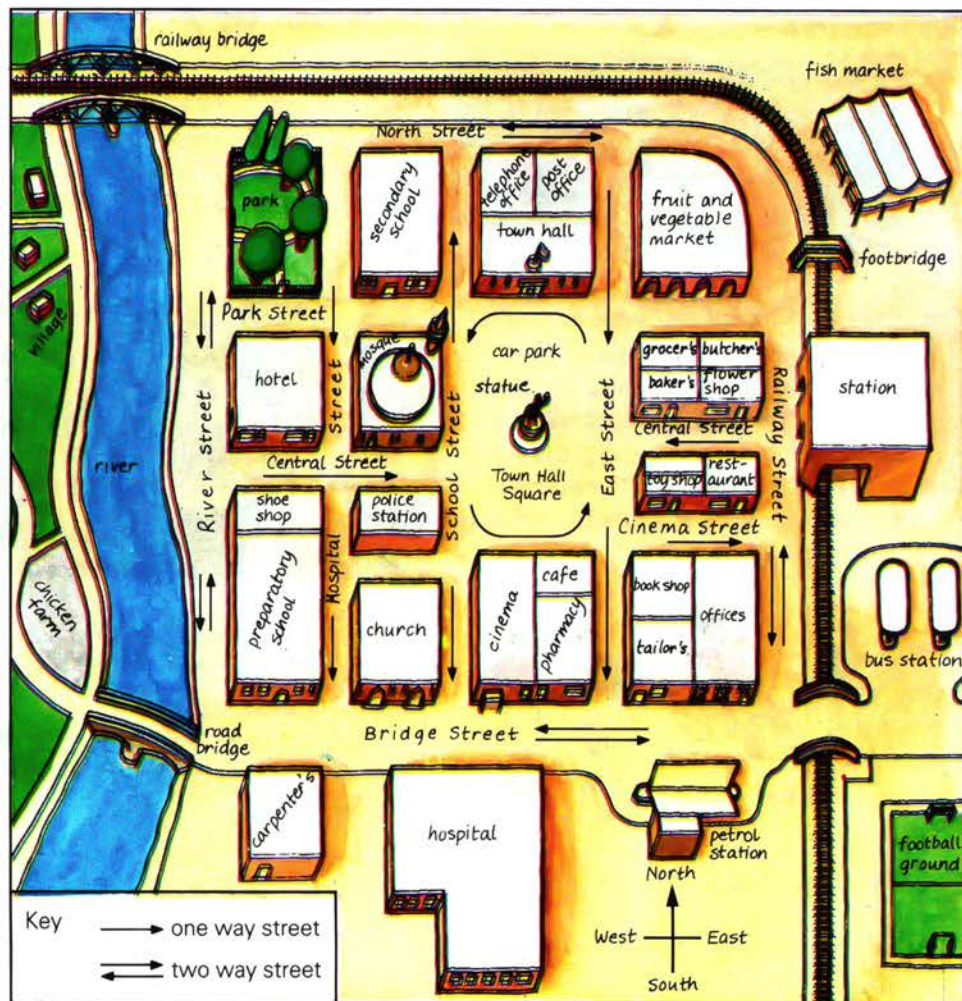 railway bridge
fish market
North Street
park
secondary
school
telephone
office
post
office
town hall
fruit and
vegetable
market
footbridge
village
Park Street
hotel
Street
mosque
School Street
car park
statue
Town Hall
Square
East Street
grocer's
butcher's
baker's
flower
shop
Railway Street
station
river
River Street
Central Street
Central Street
shoe
shop
police
station
toy shop
rest-
aurant
Cinema Street
chicken
farm
preparatory
school
Hospital
church
cinema
cafe
pharmacy
book shop
tailor's
offices
bus station
road
bridge
Bridge Street
carpenter's
hospital
petrol
station
football
ground
North
West
East
South
Key
one way street
two way street